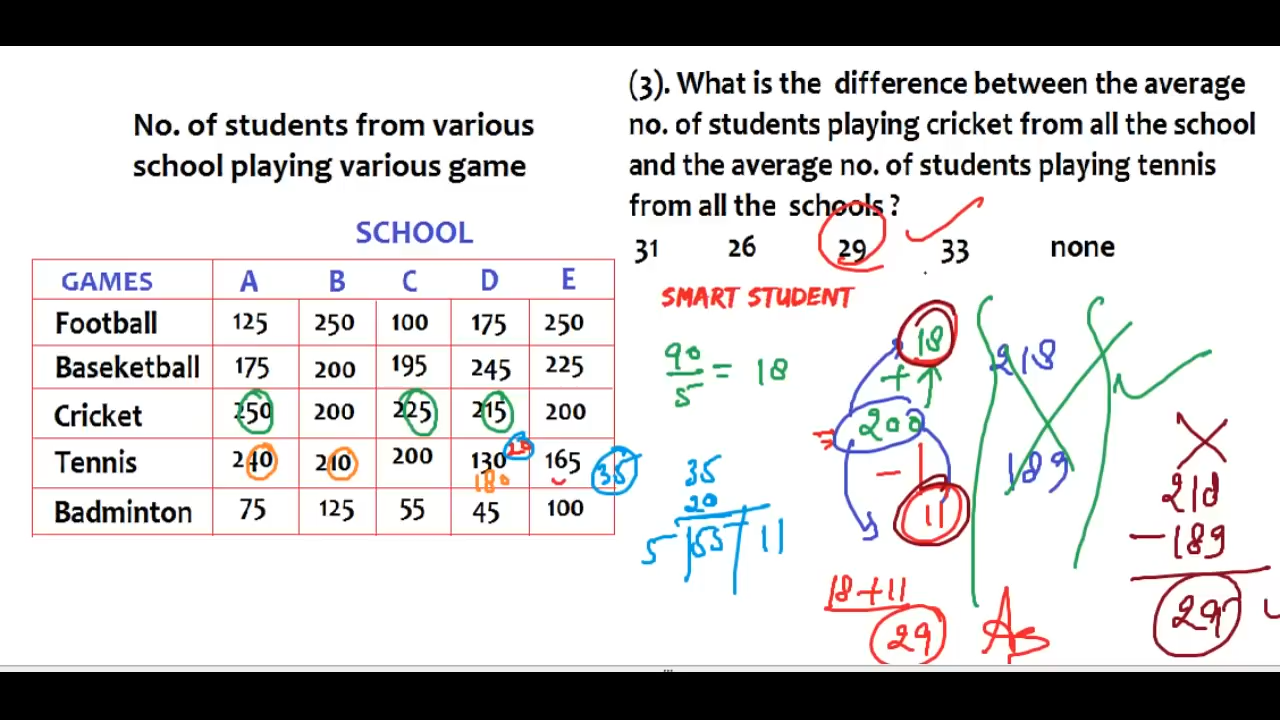 No. of students from various
school playing various game
SCHOOL
GAMES A B C D E
Football 125 250 100 175 250
Baseketball 175 200 195 245 225
Cricket 250 200 225 215 200
Tennis 240 210 200 130 20 165 35
180
Badminton 75 125 55 45 100
(3). What is the difference between the average
no. of students playing cricket from all the school
and the average no. of students playing tennis
from all the schools ?
31 26 29 33 none
SMART STUDENT
90
5 = 18
35
20
5 55 11
18
+
200
-
11
18+11
29
218
189
218
-189
29